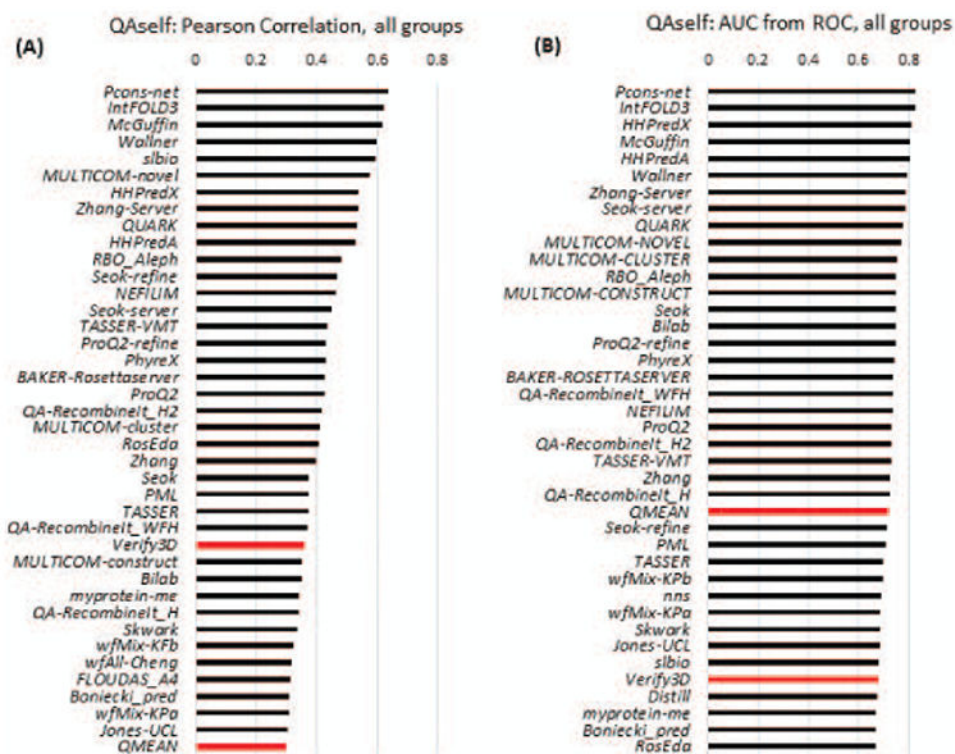 (A)
QAself: Pearson Correlation, all groups
0 0.2 0.4 0.6 0.8
Pcons-net
IntFOLD3
McGuffin
Wallner
slbio
MULTICOM-novel
HHPredX
Zhang-Server
QUARK
HHPredA
RBO_Aleph
Seok-refine
NEFILIM
Seok-server
TASSER-VMT
ProQ2-refine
PhyreX
BAKER-Rosettaserver
ProQ2
QA-RecombineIt_H2
MULTICOM-cluster
RosEda
Zhang
Seok
PML
TASSER
QA-RecombineIt_WFH
Verify3D
MULTICOM-construct
Bilab
myprotein-me
QA-RecombineIt_H
Skwark
wfMix-KFb
wfAll-Cheng
FLOUDAS_A4
Boniecki_pred
wfMix-KPa
Jones-UCL
QMEAN
(B)
QAself: AUC from ROC, all groups
0 0.2 0.4 0.6 0.8
Pcons-net
IntFOLD3
HHPredX
McGuffin
HHPredA
Wallner
Zhang-Server
Seok-server
QUARK
MULTICOM-NOVEL
MULTICOM-CLUSTER
RBO_Aleph
MULTICOM-CONSTRUCT
Seok
Bilab
ProQ2-refine
PhyreX
BAKER-ROSETTASERVER
QA-RecombineIt_WFH
NEFILIM
ProQ2
QA-RecombineIt_H2
TASSER-VMT
Zhang
QA-RecombineIt_H
QMEAN
Seok-refine
PML
TASSER
wfMix-KPb
nns
wfMix-KPa
Skwark
Jones-UCL
slbio
Verify3D
Distill
myprotein-me
Boniecki_pred
RosEda